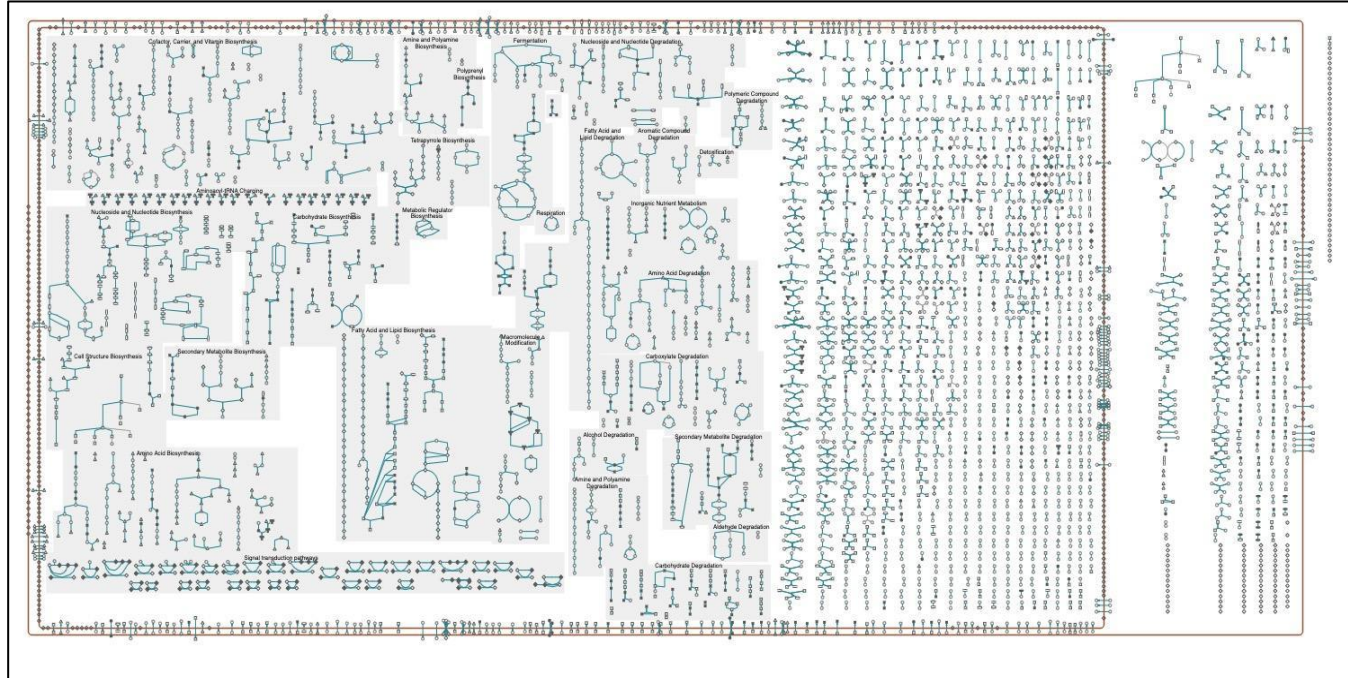 Cofactor, Carrier, and Vitamin Biosynthesis
Amine and Polyamine
Biosynthesis
Fermentation
Nucleoside and Nucleotide Degradation
Polyprenyl
Biosynthesis
Polymeric Compound
Degradation
Tetrapyrrole Biosynthesis
Fatty Acid and
Lipid Degradation
Aromatic Compound
Degradation
Detoxification
Aminoacyl-tRNA Charging
Nucleoside and Nucleotide Biosynthesis
Carbohydrate Biosynthesis
Metabolic Regulator
Biosynthesis
Respiration
Inorganic Nutrient Metabolism
Amino Acid Degradation
Fatty Acid and Lipid Biosynthesis
Macromolecule
Modification
Cell Structure Biosynthesis
Secondary Metabolite Biosynthesis
Carboxylate Degradation
Alcohol Degradation
Secondary Metabolite Degradation
Amino Acid Biosynthesis
Amine and Polyamine
Degradation
Aldehyde Degradation
Signal transduction pathways
Carbohydrate Degradation